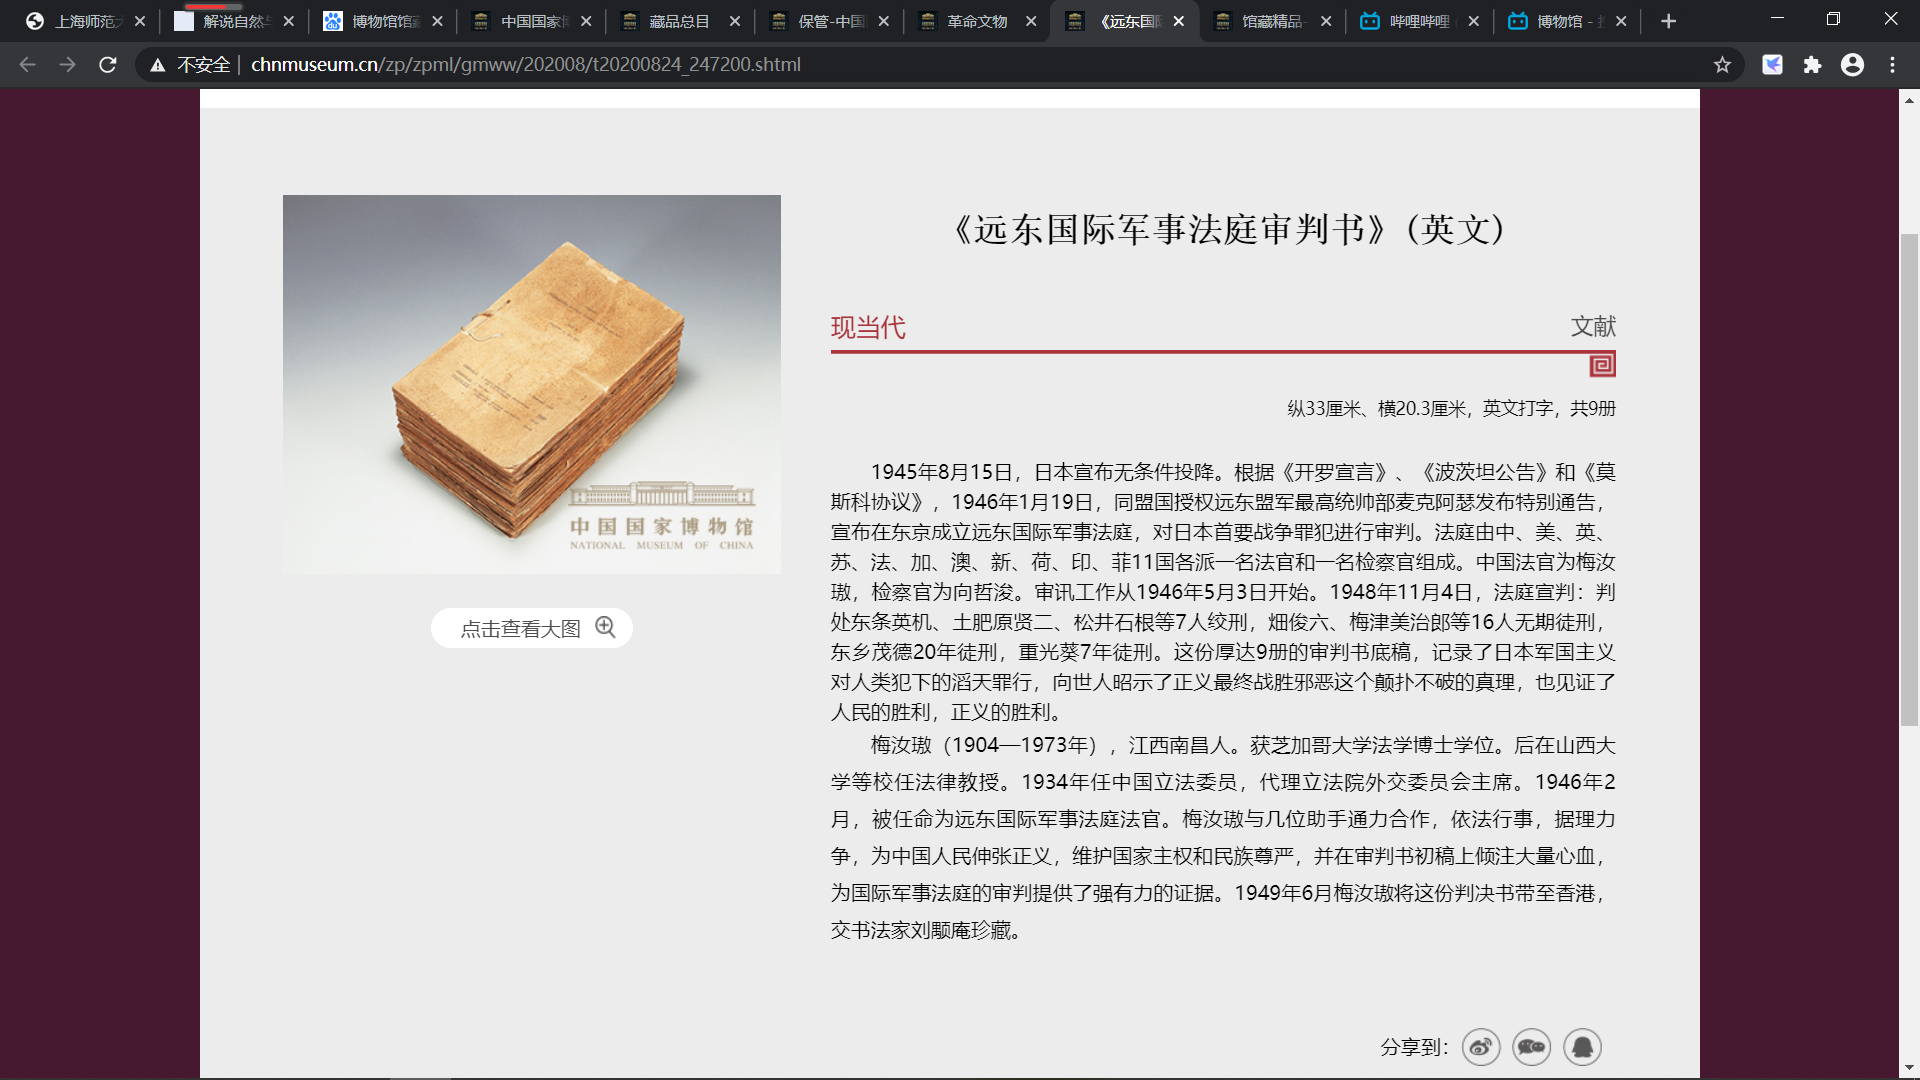 上海师范大
解说自然与
博物馆馆藏
中国国家博
藏品总目
保管-中国
革命文物
《远东国际
馆藏精品-
哔哩哔哩
博物馆 -
不安全 | chnmuseum.cn/zp/zpml/gmww/202008/t20200824_247200.shtml
《远东国际军事法庭审判书》(英文)
现当代
文献
纵33厘米、横20.3厘米，英文打字，共9册
1945年8月15日，日本宣布无条件投降。根据《开罗宣言》、《波茨坦公告》和《莫
斯科协议》，1946年1月19日，同盟国授权远东盟军最高统帅部麦克阿瑟发布特别通告，
宣布在东京成立远东国际军事法庭，对日本首要战争罪犯进行审判。法庭由中、美、英、
苏、法、加、澳、新、荷、印、菲11国各派一名法官和一名检察官组成。中国法官为梅汝
璈，检察官为向哲浚。审讯工作从1946年5月3日开始。1948年11月4日，法庭宣判：判
处东条英机、土肥原贤二、松井石根等7人绞刑，畑俊六、梅津美治郎等16人无期徒刑，
东乡茂德20年徒刑，重光葵7年徒刑。这份厚达9册的审判书底稿，记录了日本军国主义
对人类犯下的滔天罪行，向世人昭示了正义最终战胜邪恶这个颠扑不破的真理，也见证了
人民的胜利，正义的胜利。
梅汝璈（1904—1973年），江西南昌人。获芝加哥大学法学博士学位。后在山西大
学等校任法律教授。1934年任中国立法委员，代理立法院外交委员会主席。1946年2
月，被任命为远东国际军事法庭法官。梅汝璈与几位助手通力合作，依法行事，据理力
争，为中国人民伸张正义，维护国家主权和民族尊严，并在审判书初稿上倾注大量心血，
为国际军事法庭的审判提供了强有力的证据。1949年6月梅汝璈将这份判决书带至香港，
交书法家刘颙庵珍藏。
中国国家博物馆
NATIONAL MUSEUM OF CHINA
点击查看大图
分享到：